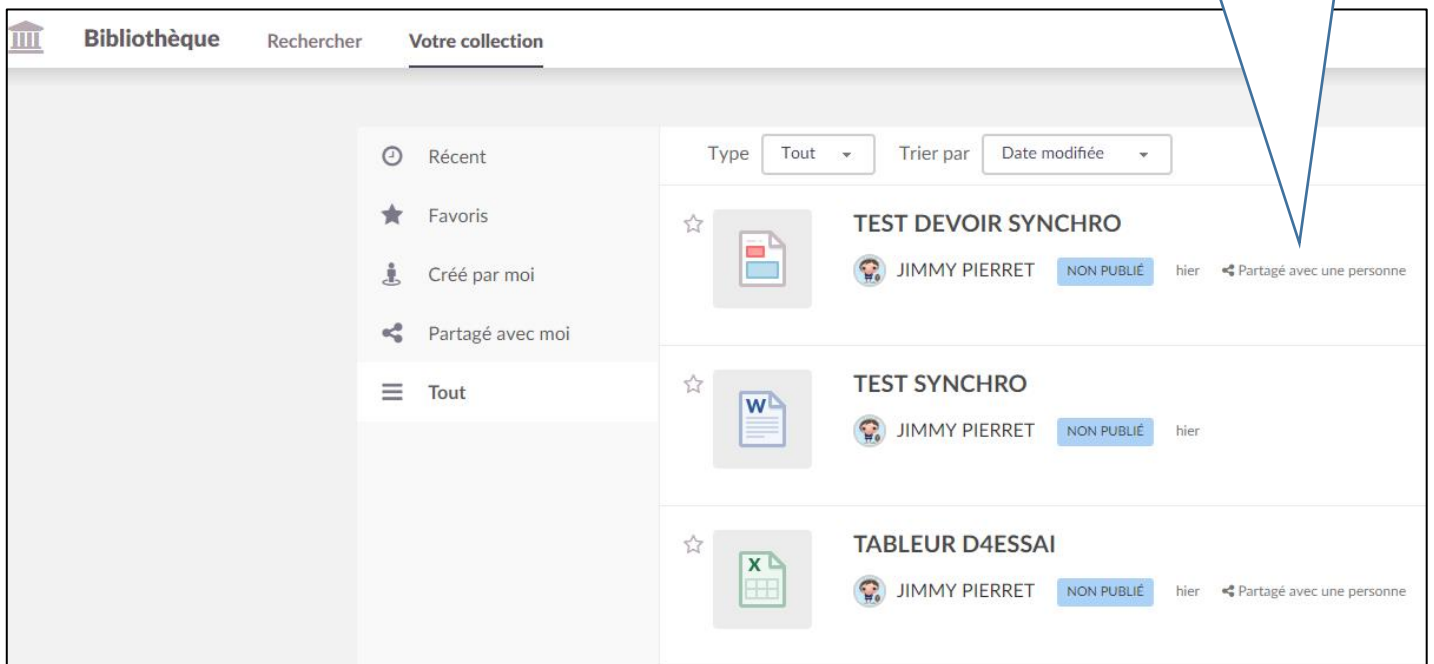 Bibliothèque Rechercher Votre collection
Récent
Favoris
Créé par moi
Partagé avec moi
Tout
Type Tout Trier par Date modifiée
TEST DEVOIR SYNCHRO
JIMMY PIERRET NON PUBLIÉ hier Partagé avec une personne
W
TEST SYNCHRO
JIMMY PIERRET NON PUBLIÉ hier
X
TABLEUR D4ESSAI
JIMMY PIERRET NON PUBLIÉ hier Partagé avec une personne